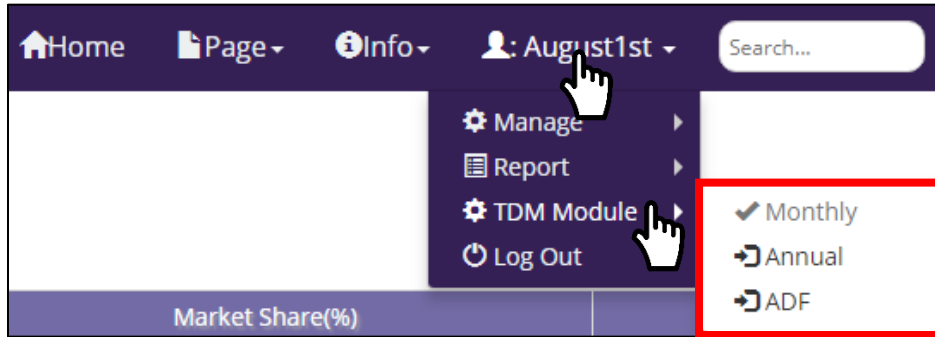 Home Page Info : August1st Search...
Manage
Report
TDM Module
Monthly
Log Out
Annual
ADF
Market Share(%)